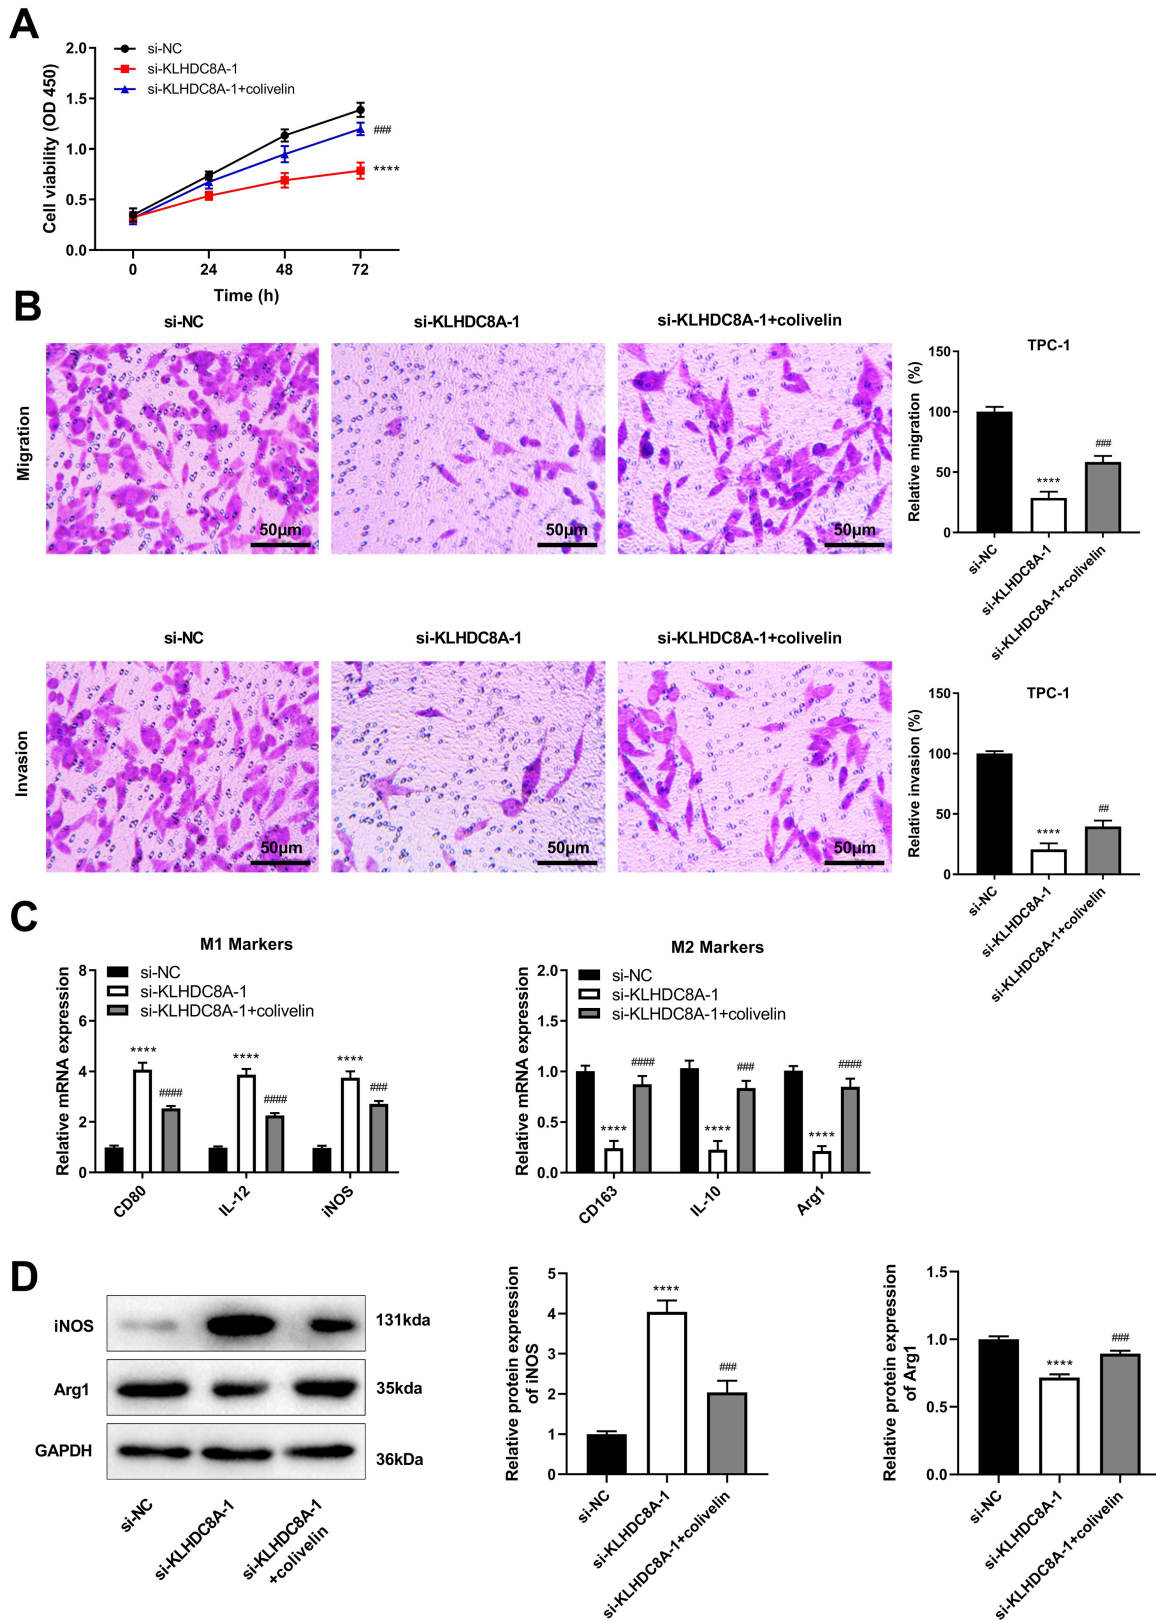 A
2.0
1.5
1.0
0.5
0.0
Cell viability (OD 450)
si-NC
si-KLHDC8A-1
si-KLHDC8A-1+colivelin
###
****
0 24 48 72
Time (h)
B
si-NC si-KLHDC8A-1 si-KLHDC8A-1+colivelin
Migration
50μm 50μm 50μm
TPC-1
Relative migration (%)
150
100
50
0
****
###
si-NC
si-KLHDC8A-1
si-KLHDC8A-1+colivelin
si-NC si-KLHDC8A-1 si-KLHDC8A-1+colivelin
Invasion
50μm 50μm 50μm
TPC-1
Relative invasion (%)
150
100
50
0
****
##
si-NC
si-KLHDC8A-1
si-KLHDC8A-1+colivelin
C
M1 Markers
Relative mRNA expression
8
6
4
2
0
si-NC
si-KLHDC8A-1
si-KLHDC8A-1+colivelin
**** #### **** #### **** ###
CD80 IL-12 iNOS
M2 Markers
Relative mRNA expression
2.0
1.5
1.0
0.5
0.0
si-NC
si-KLHDC8A-1
si-KLHDC8A-1+colivelin
**** #### **** ### **** ####
CD163 IL-10 Arg1
D
iNOS 131kda
Arg1 35kda
GAPDH 36kDa
si-NC
si-KLHDC8A-1
si-KLHDC8A-1
+colivelin
Relative protein expression
of iNOS
5
4
3
2
1
0
****
###
si-NC
si-KLHDC8A-1
si-KLHDC8A-1+colivelin
Relative protein expression
of Arg1
1.5
1.0
0.5
0.0
****
###
si-NC
si-KLHDC8A-1
si-KLHDC8A-1+colivelin